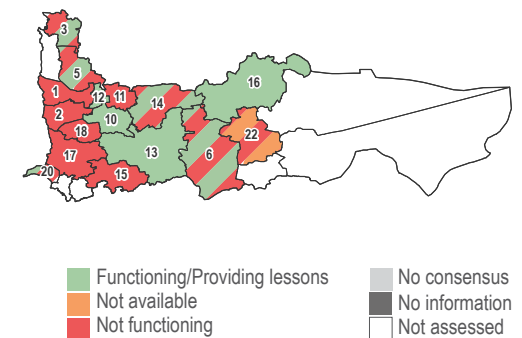 3
5
16
1
12
11
14
2
10
18
22
17
13
6
20
15
Functioning/Providing lessons
Not available
Not functioning
No consensus
No information
Not assessed